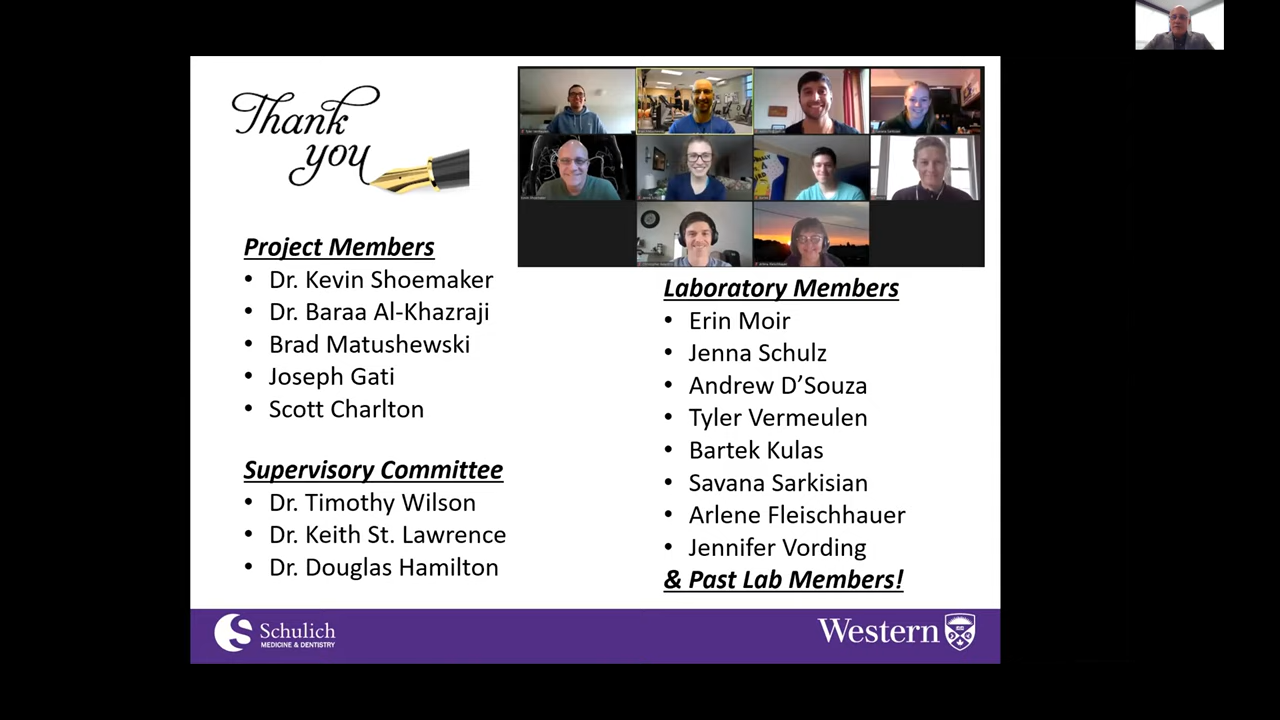 Thank
you
Project Members
• Dr. Kevin Shoemaker
• Dr. Baraa Al-Khazraji
• Brad Matushewski
• Joseph Gati
• Scott Charlton
Supervisory Committee
• Dr. Timothy Wilson
• Dr. Keith St. Lawrence
• Dr. Douglas Hamilton
Laboratory Members
• Erin Moir
• Jenna Schulz
• Andrew D’Souza
• Tyler Vermeulen
• Bartek Kulas
• Savana Sarkisian
• Arlene Fleischhauer
• Jennifer Vording
& Past Lab Members!
Schulich
MEDICINE & DENTISTRY
Western